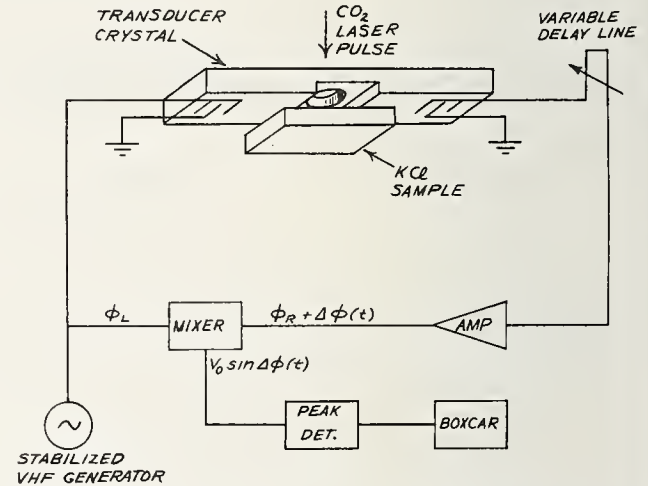 TRANSDUCER
CRYSTAL
CO2
LASER
PULSE
VARIABLE
DELAY LINE
KCl
SAMPLE
ϕL
MIXER
ϕR + Δϕ(t)
AMP
V0 sin Δϕ(t)
PEAK
DET.
BOXCAR
STABILIZED
VHF GENERATOR